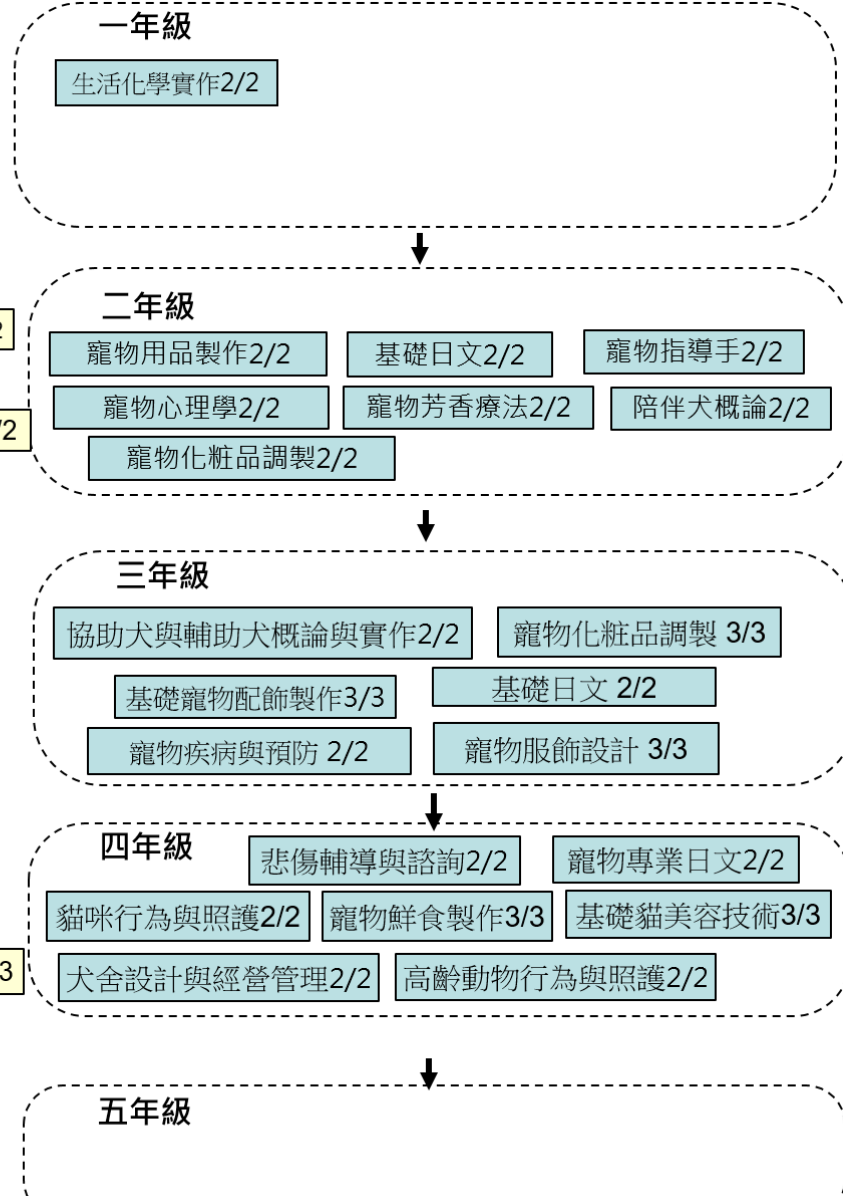 一年級
生活化學實作2/2
二年級
2
寵物用品製作2/2 基礎日文2/2 寵物指導手2/2
/2
寵物心理學2/2 寵物芳香療法2/2 陪伴犬概論2/2
寵物化粧品調製2/2
三年級
協助犬與輔助犬概論與實作2/2 寵物化粧品調製 3/3
基礎寵物配飾製作3/3 基礎日文 2/2
寵物疾病與預防 2/2 寵物服飾設計 3/3
四年級
悲傷輔導與諮詢2/2 寵物專業日文2/2
貓咪行為與照護2/2 寵物鮮食製作3/3 基礎貓美容技術3/3
3
犬舍設計與經營管理2/2 高齡動物行為與照護2/2
五年級